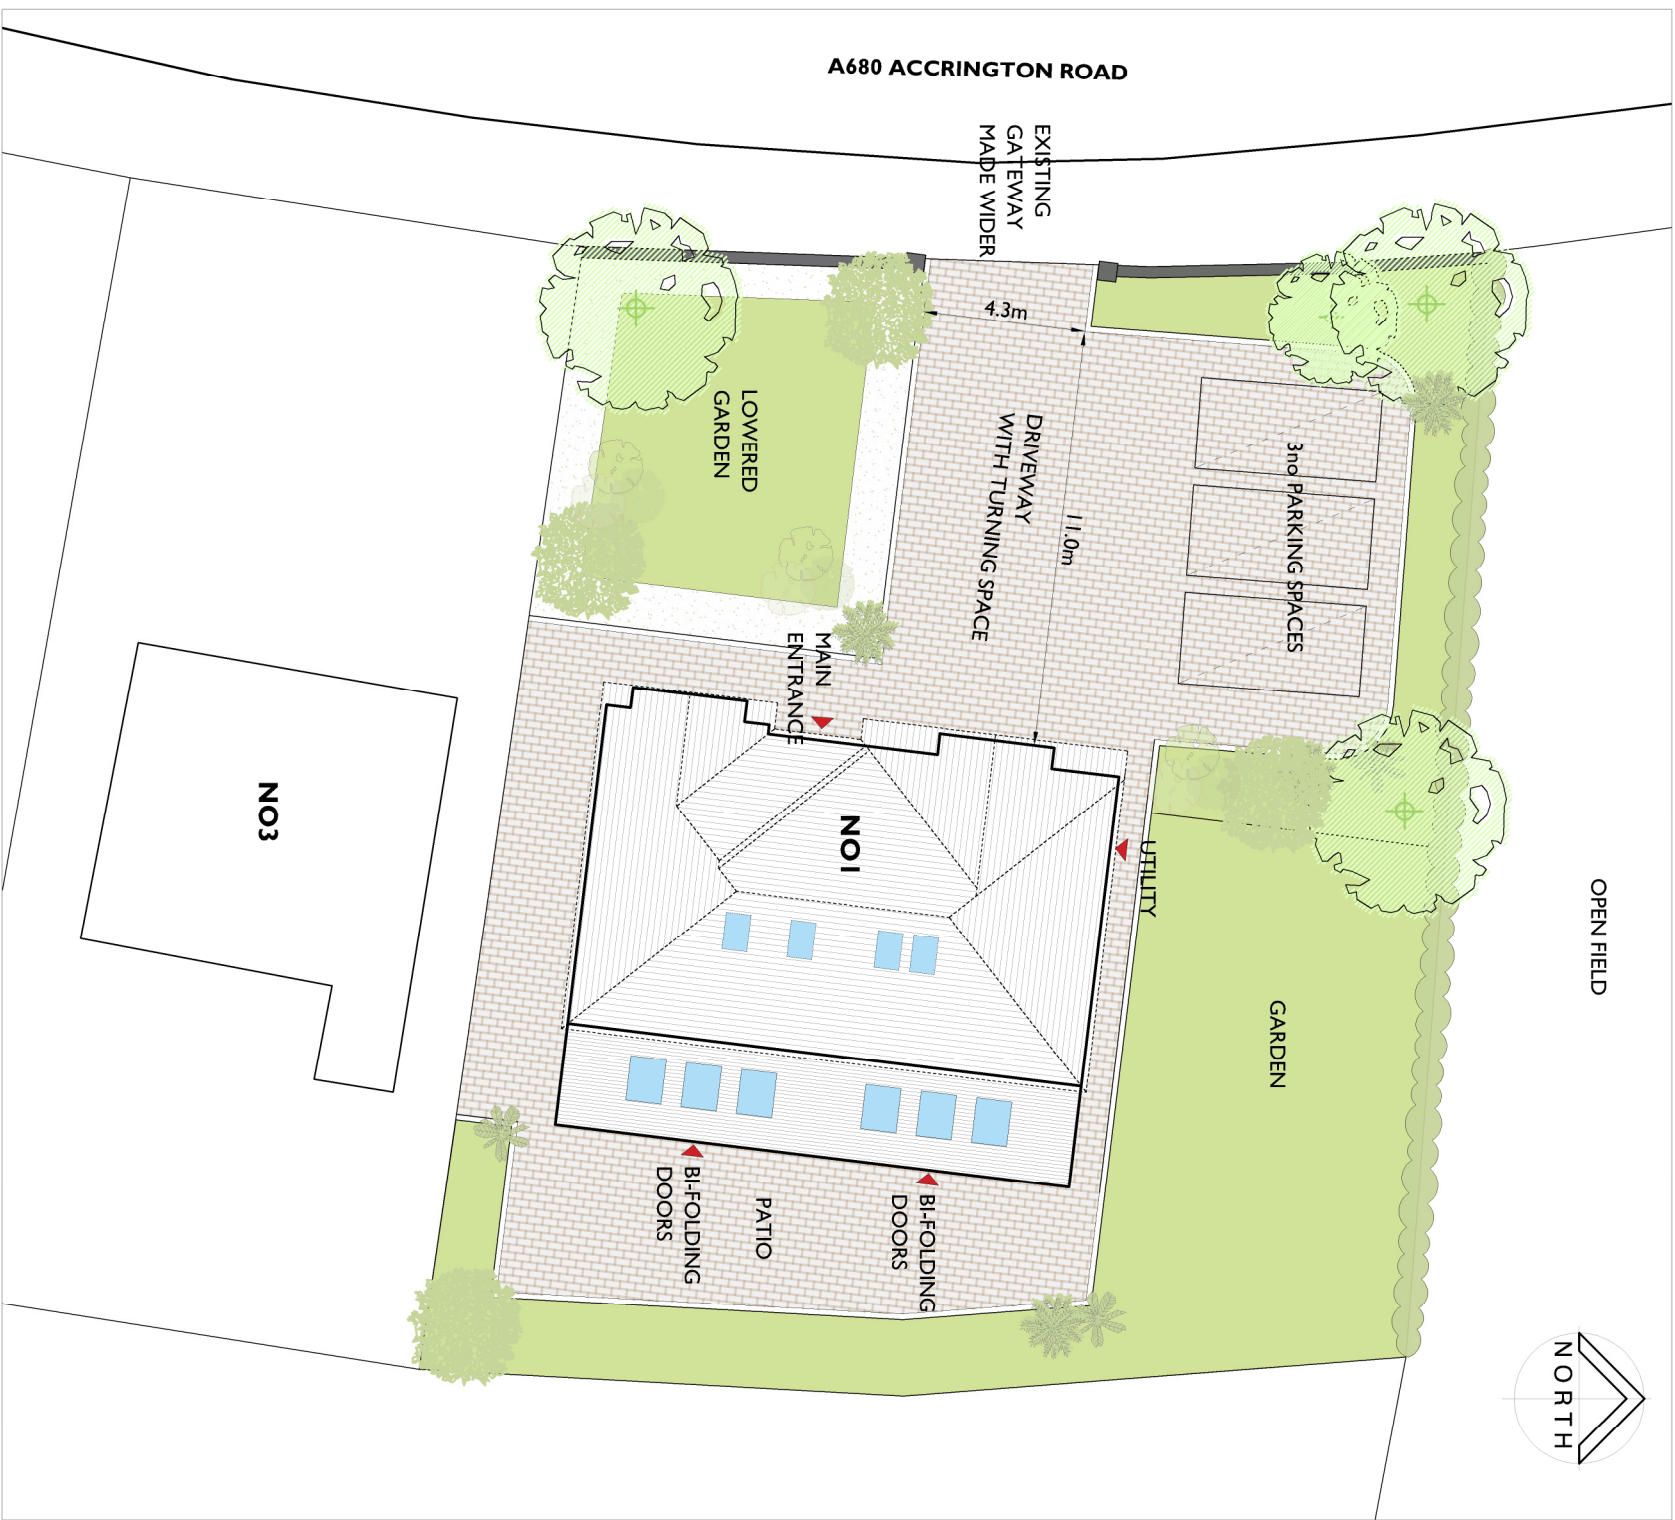 A680 ACCRINGTON ROAD
EXISTING
GATEWAY
MADE WIDER
4.3m
LOWERED
GARDEN
DRIVEWAY
WITH TURNING SPACE
11.0m
3no PARKING SPACES
MAIN
ENTRANCE
NO3
NO1
UTILITY
OPEN FIELD
GARDEN
BI-FOLDING
DOORS
PATIO
BI-FOLDING
DOORS
NORTH